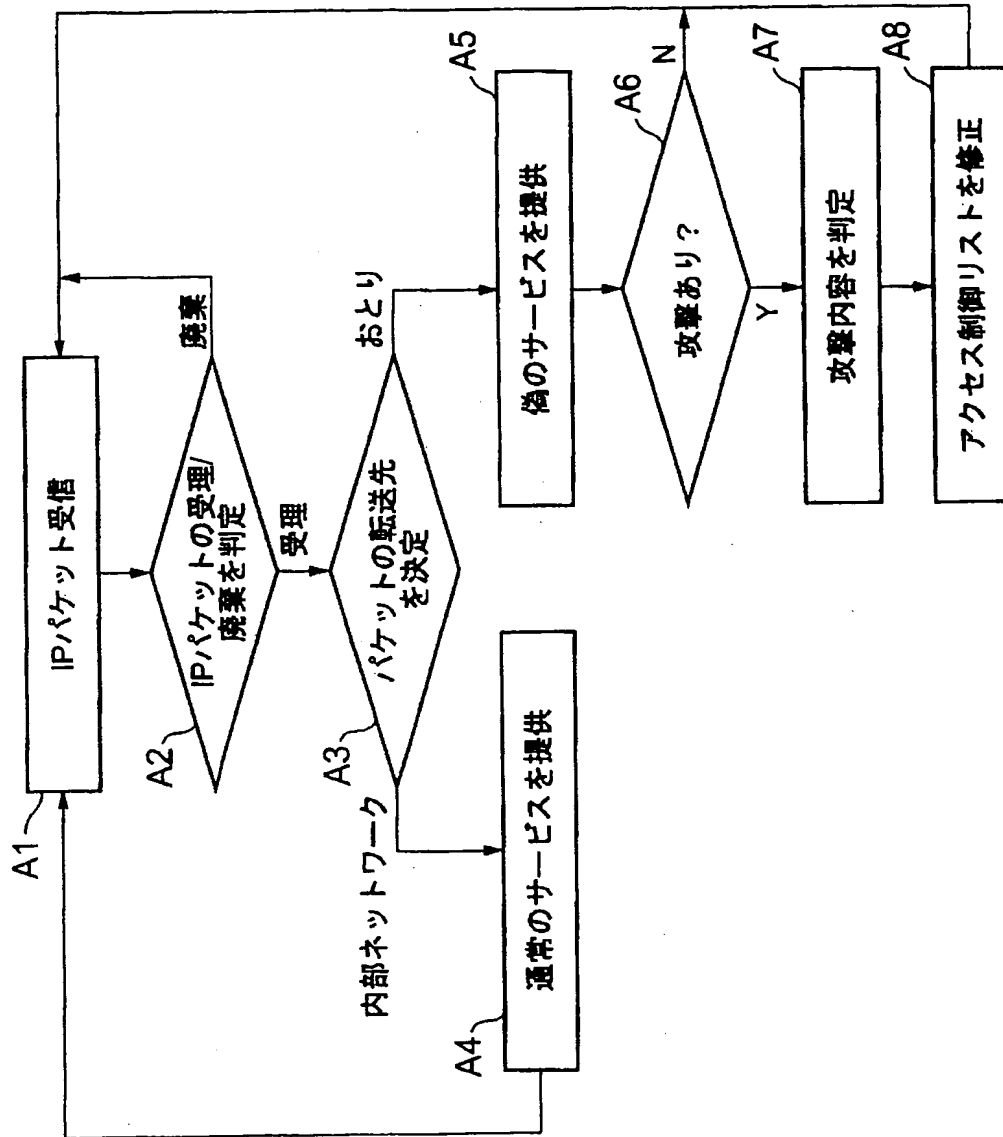 A1
IPパケット受信
A2
IPパケットの受理/
廃棄を判定
廃棄
受理
A3
パケットの転送先
を決定
内部ネットワーク
おとり
A4
通常のサービスを提供
A5
偽のサービスを提供
A6
攻撃あり?
N
Y
A7
攻撃内容を判定
A8
アクセス制御リストを修正